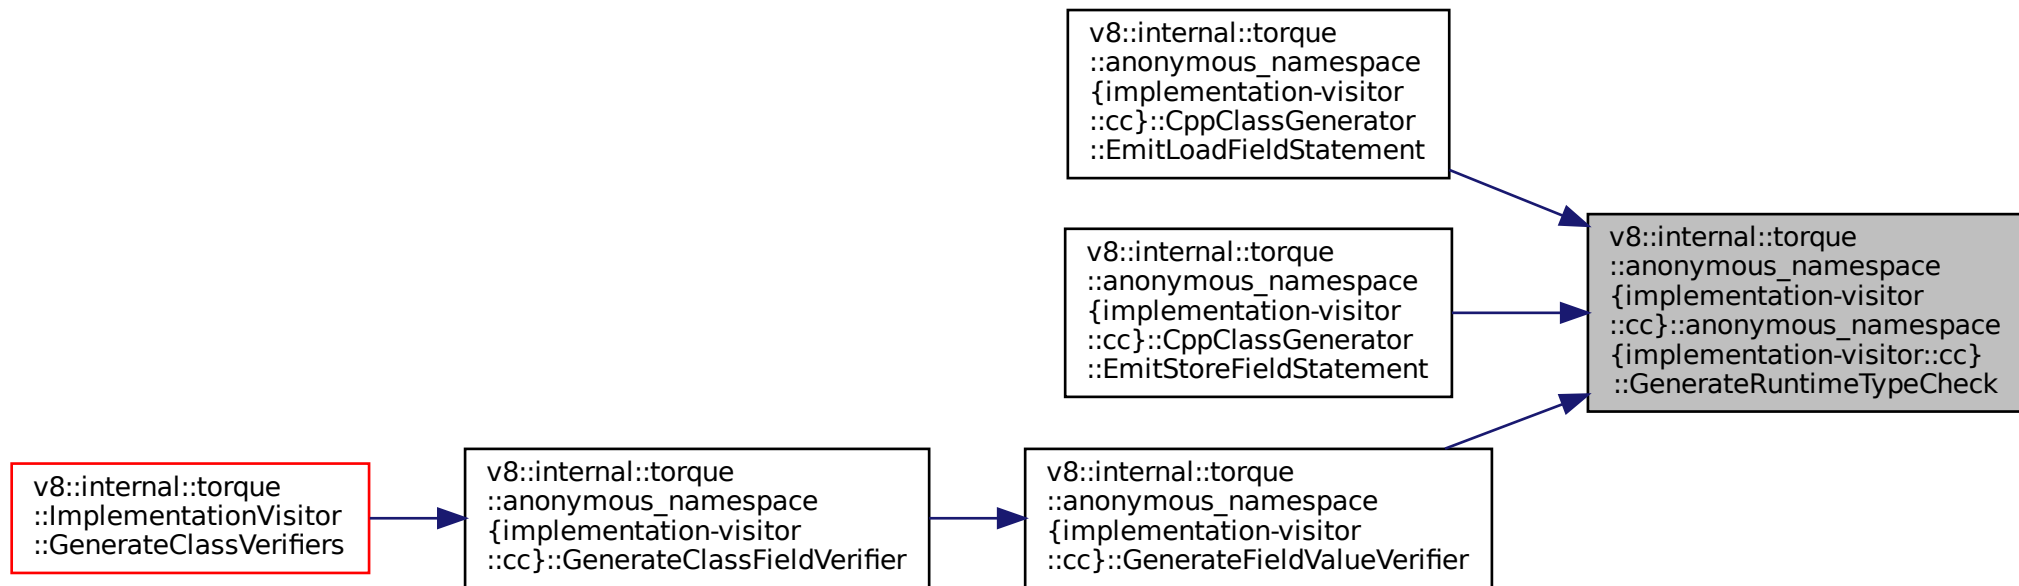 v8::internal::torque
::anonymous_namespace
{implementation-visitor
::cc}::CppClassGenerator
::EmitLoadFieldStatement
v8::internal::torque
::anonymous_namespace
{implementation-visitor
::cc}::CppClassGenerator
::EmitStoreFieldStatement
v8::internal::torque
::anonymous_namespace
{implementation-visitor
::cc}::anonymous_namespace
{implementation-visitor::cc}
::GenerateRuntimeTypeCheck
v8::internal::torque
::ImplementationVisitor
::GenerateClassVerifiers
v8::internal::torque
::anonymous_namespace
{implementation-visitor
::cc}::GenerateClassFieldVerifier
v8::internal::torque
::anonymous_namespace
{implementation-visitor
::cc}::GenerateFieldValueVerifier